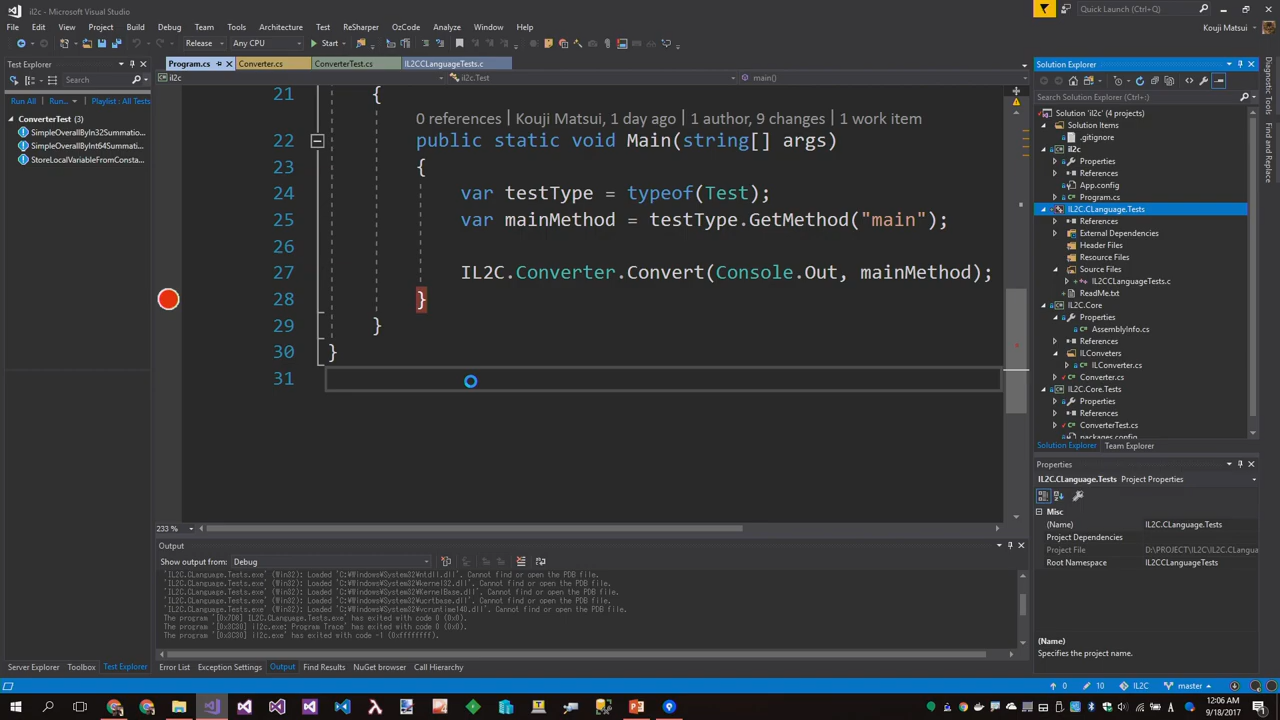 il2c - Microsoft Visual Studio
Quick Launch (Ctrl+Q)
File Edit View Project Build Debug Team Tools Test ReSharper OzCode Analyze Window Help
Kouji Matsui
Release Any CPU Start
Test Explorer
Search
Run All Run... Playlist : All Tests
ConverterTest (3)
SimpleOverallByIn32Summatio...
SimpleOverallByInt64Summati...
StoreLocalVariableFromConsta...
Program.cs Converter.cs ConverterTest.cs IL2CCLanguageTests.c
il2c il2c.Test main()
21 {
0 references | Kouji Matsui, 1 day ago | 1 author, 9 changes | 1 work item
22 public static void Main(string[] args)
23 {
24 var testType = typeof(Test);
25 var mainMethod = testType.GetMethod("main");
26
27 IL2C.Converter.Convert(Console.Out, mainMethod);
28 }
29 }
30 }
31
233 %
Output
Show output from: Debug
'IL2C.CLanguage.Tests.exe' (Win32): Loaded 'C:¥Windows¥System32¥ntdll.dll'. Cannot find or open the PDB file.
'IL2C.CLanguage.Tests.exe' (Win32): Loaded 'C:¥Windows¥System32¥kernel32.dll'. Cannot find or open the PDB file.
'IL2C.CLanguage.Tests.exe' (Win32): Loaded 'C:¥Windows¥System32¥KernelBase.dll'. Cannot find or open the PDB file.
'IL2C.CLanguage.Tests.exe' (Win32): Loaded 'C:¥Windows¥System32¥ucrtbase.dll'. Cannot find or open the PDB file.
'IL2C.CLanguage.Tests.exe' (Win32): Loaded 'C:¥Windows¥System32¥vcruntime140.dll'. Cannot find or open the PDB file.
The program '[0x7DD8] IL2C.CLanguage.Tests.exe' has exited with code 0 (0x0).
The program '[0x3C30] il2c.exe: Program Trace' has exited with code 0 (0x0).
The program '[0x3C30] il2c.exe' has exited with code -1 (0xffffffff).
Server Explorer Toolbox Test Explorer
Error List Exception Settings Output Find Results NuGet browser Call Hierarchy
Solution Explorer
Search Solution Explorer (Ctrl+;)
Solution 'il2c' (4 projects)
Solution Items
.gitignore
il2c
Properties
References
App.config
Program.cs
IL2C.CLanguage.Tests
References
External Dependencies
Header Files
Resource Files
Source Files
IL2CCLanguageTests.c
ReadMe.txt
IL2C.Core
Properties
AssemblyInfo.cs
References
ILConveters
ILConverter.cs
Converter.cs
IL2C.Core.Tests
Properties
References
ConverterTest.cs
packages.config
Solution Explorer Team Explorer
Properties
IL2C.CLanguage.Tests Project Properties
Misc
(Name) IL2C.CLanguage.Tests
Project Dependencies
Project File D:\PROJECT\IL2C\IL2C.CLangua
Root Namespace IL2CCLanguageTests
(Name)
Specifies the project name.
Diagnostic Tools
Reference Explorer
0 10 IL2C master
12:06 AM
9/18/2017